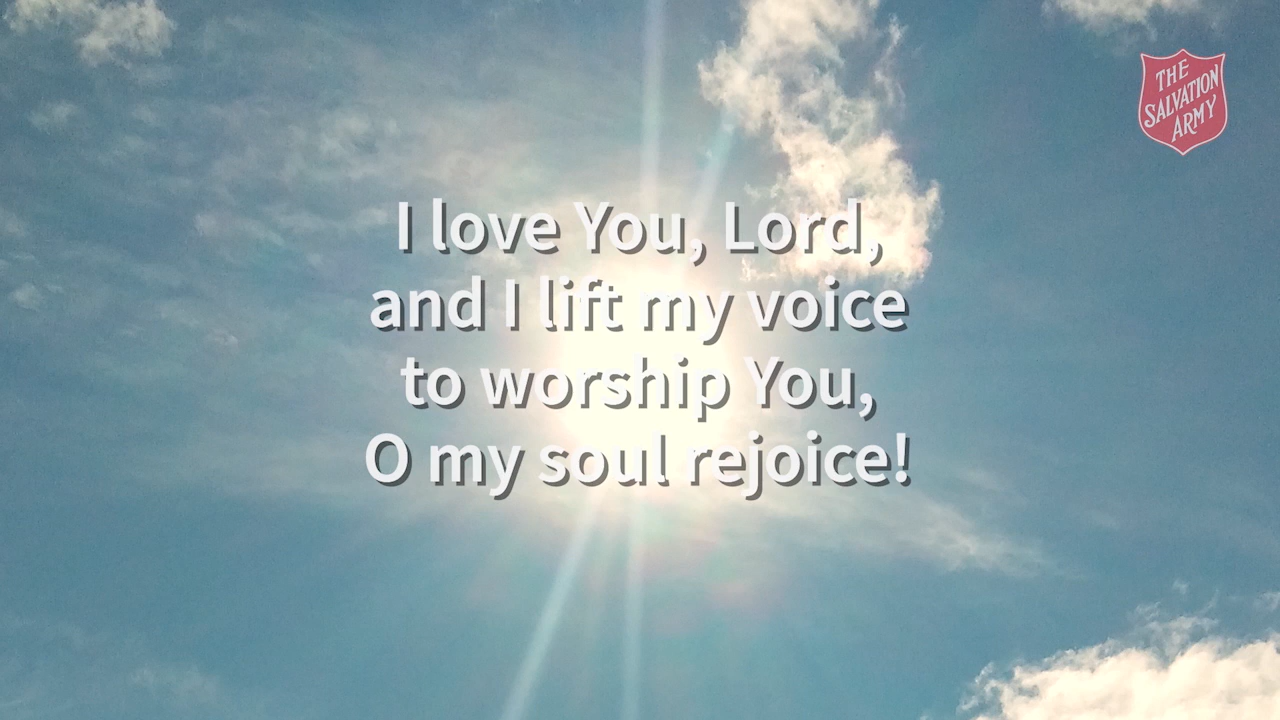 THE
SALVATION
ARMY
I love You, Lord,
and I lift my voice
to worship You,
O my soul rejoice!